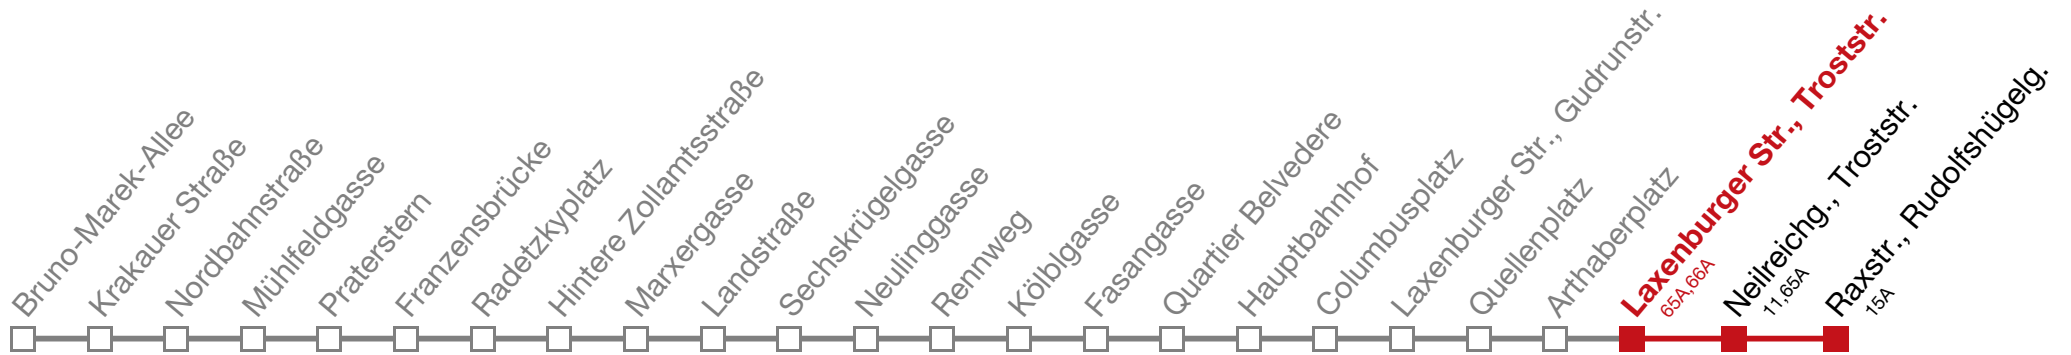 Bruno-Marek-Allee
Krakauer Straße
Nordbahnstraße
Mühlfeldgasse
Praterstern
Franzensbrücke
Radetzkyplatz
Hintere Zollamtsstraße
Marxergasse
Landstraße
Sechskrügelgasse
Neulinggasse
Rennweg
Kölblgasse
Fasangasse
Quartier Belvedere
Hauptbahnhof
Columbusplatz
Laxenburger Str., Gudrunstr.
Quellenplatz
Arthaberplatz
Laxenburger Str., Troststr.
65A,66A
Neilreichg., Troststr.
11,65A
Raxstr., Rudolfshügelg.
15A